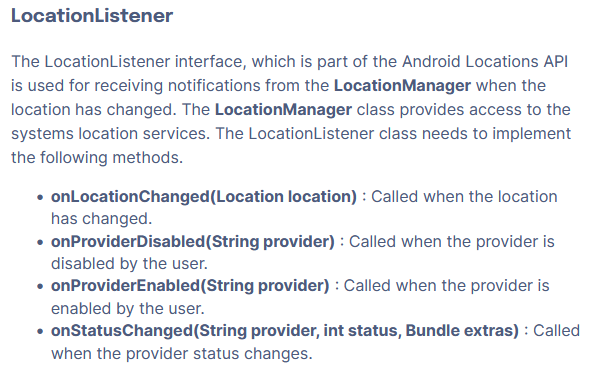 LocationListener
The LocationListener interface, which is part of the Android Locations API
is used for receiving notifications from the LocationManager when the
location has changed. The LocationManager class provides access to the
systems location services. The LocationListener class needs to implement
the following methods.
• onLocationChanged(Location location) : Called when the location
has changed.
• onProviderDisabled(String provider) : Called when the provider is
disabled by the user.
• onProviderEnabled(String provider) : Called when the provider is
enabled by the user.
• onStatusChanged(String provider, int status, Bundle extras) : Called
when the provider status changes.